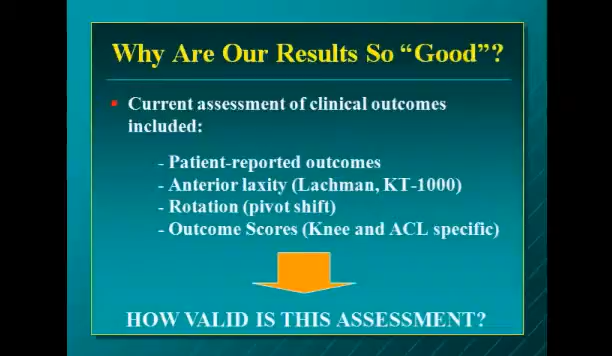 Why Are Our Results So “Good”?
▪ Current assessment of clinical outcomes
included:
- Patient-reported outcomes
- Anterior laxity (Lachman, KT-1000)
- Rotation (pivot shift)
- Outcome Scores (Knee and ACL specific)
HOW VALID IS THIS ASSESSMENT?